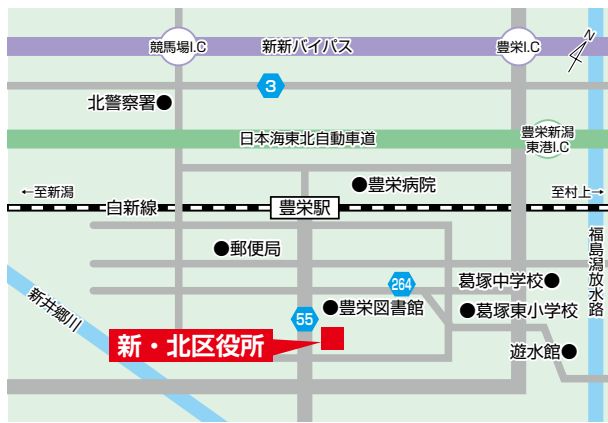 競馬場I.C
新新バイパス
豊栄I.C
N
3
北警察署
日本海東北自動車道
豊栄新潟
東港I.C
豊栄病院
←至新潟
白新線
豊栄駅
至村上→
郵便局
福島潟放水路
264
葛塚中学校
新井郷川
55
豊栄図書館
葛塚東小学校
新・北区役所
遊水館